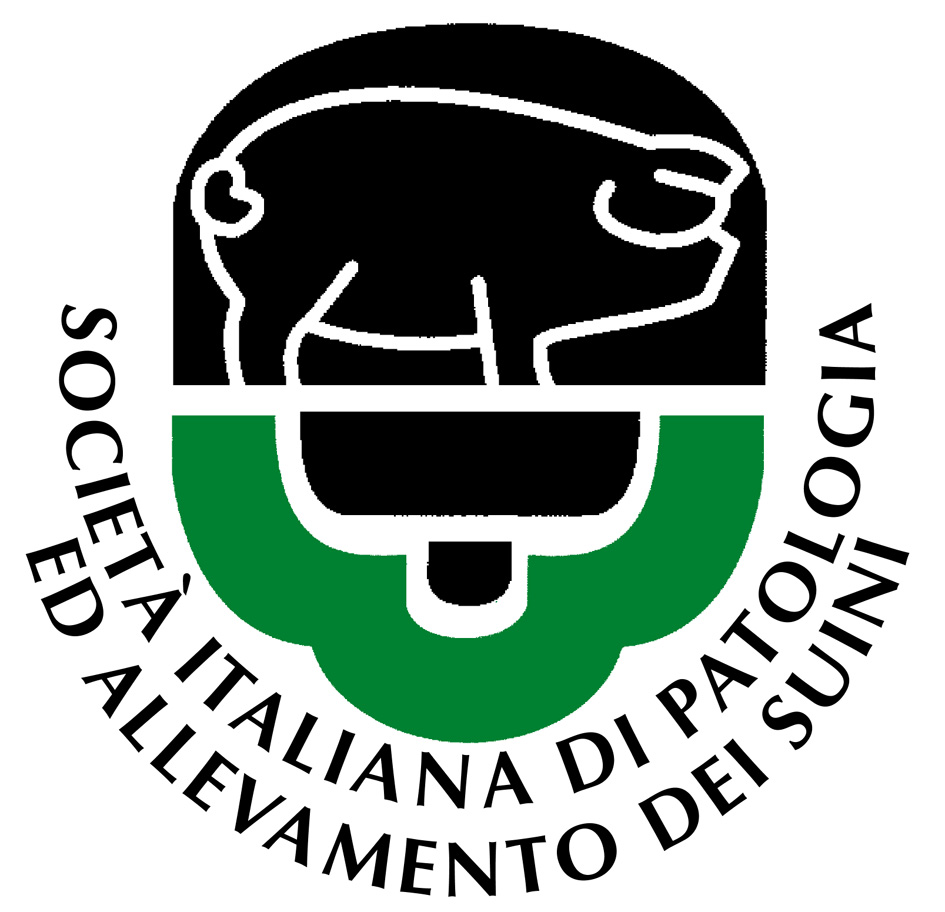 SOCIETÀ ITALIANA DI PATOLOGIA
ED ALLEVAMENTO DEI SUINI